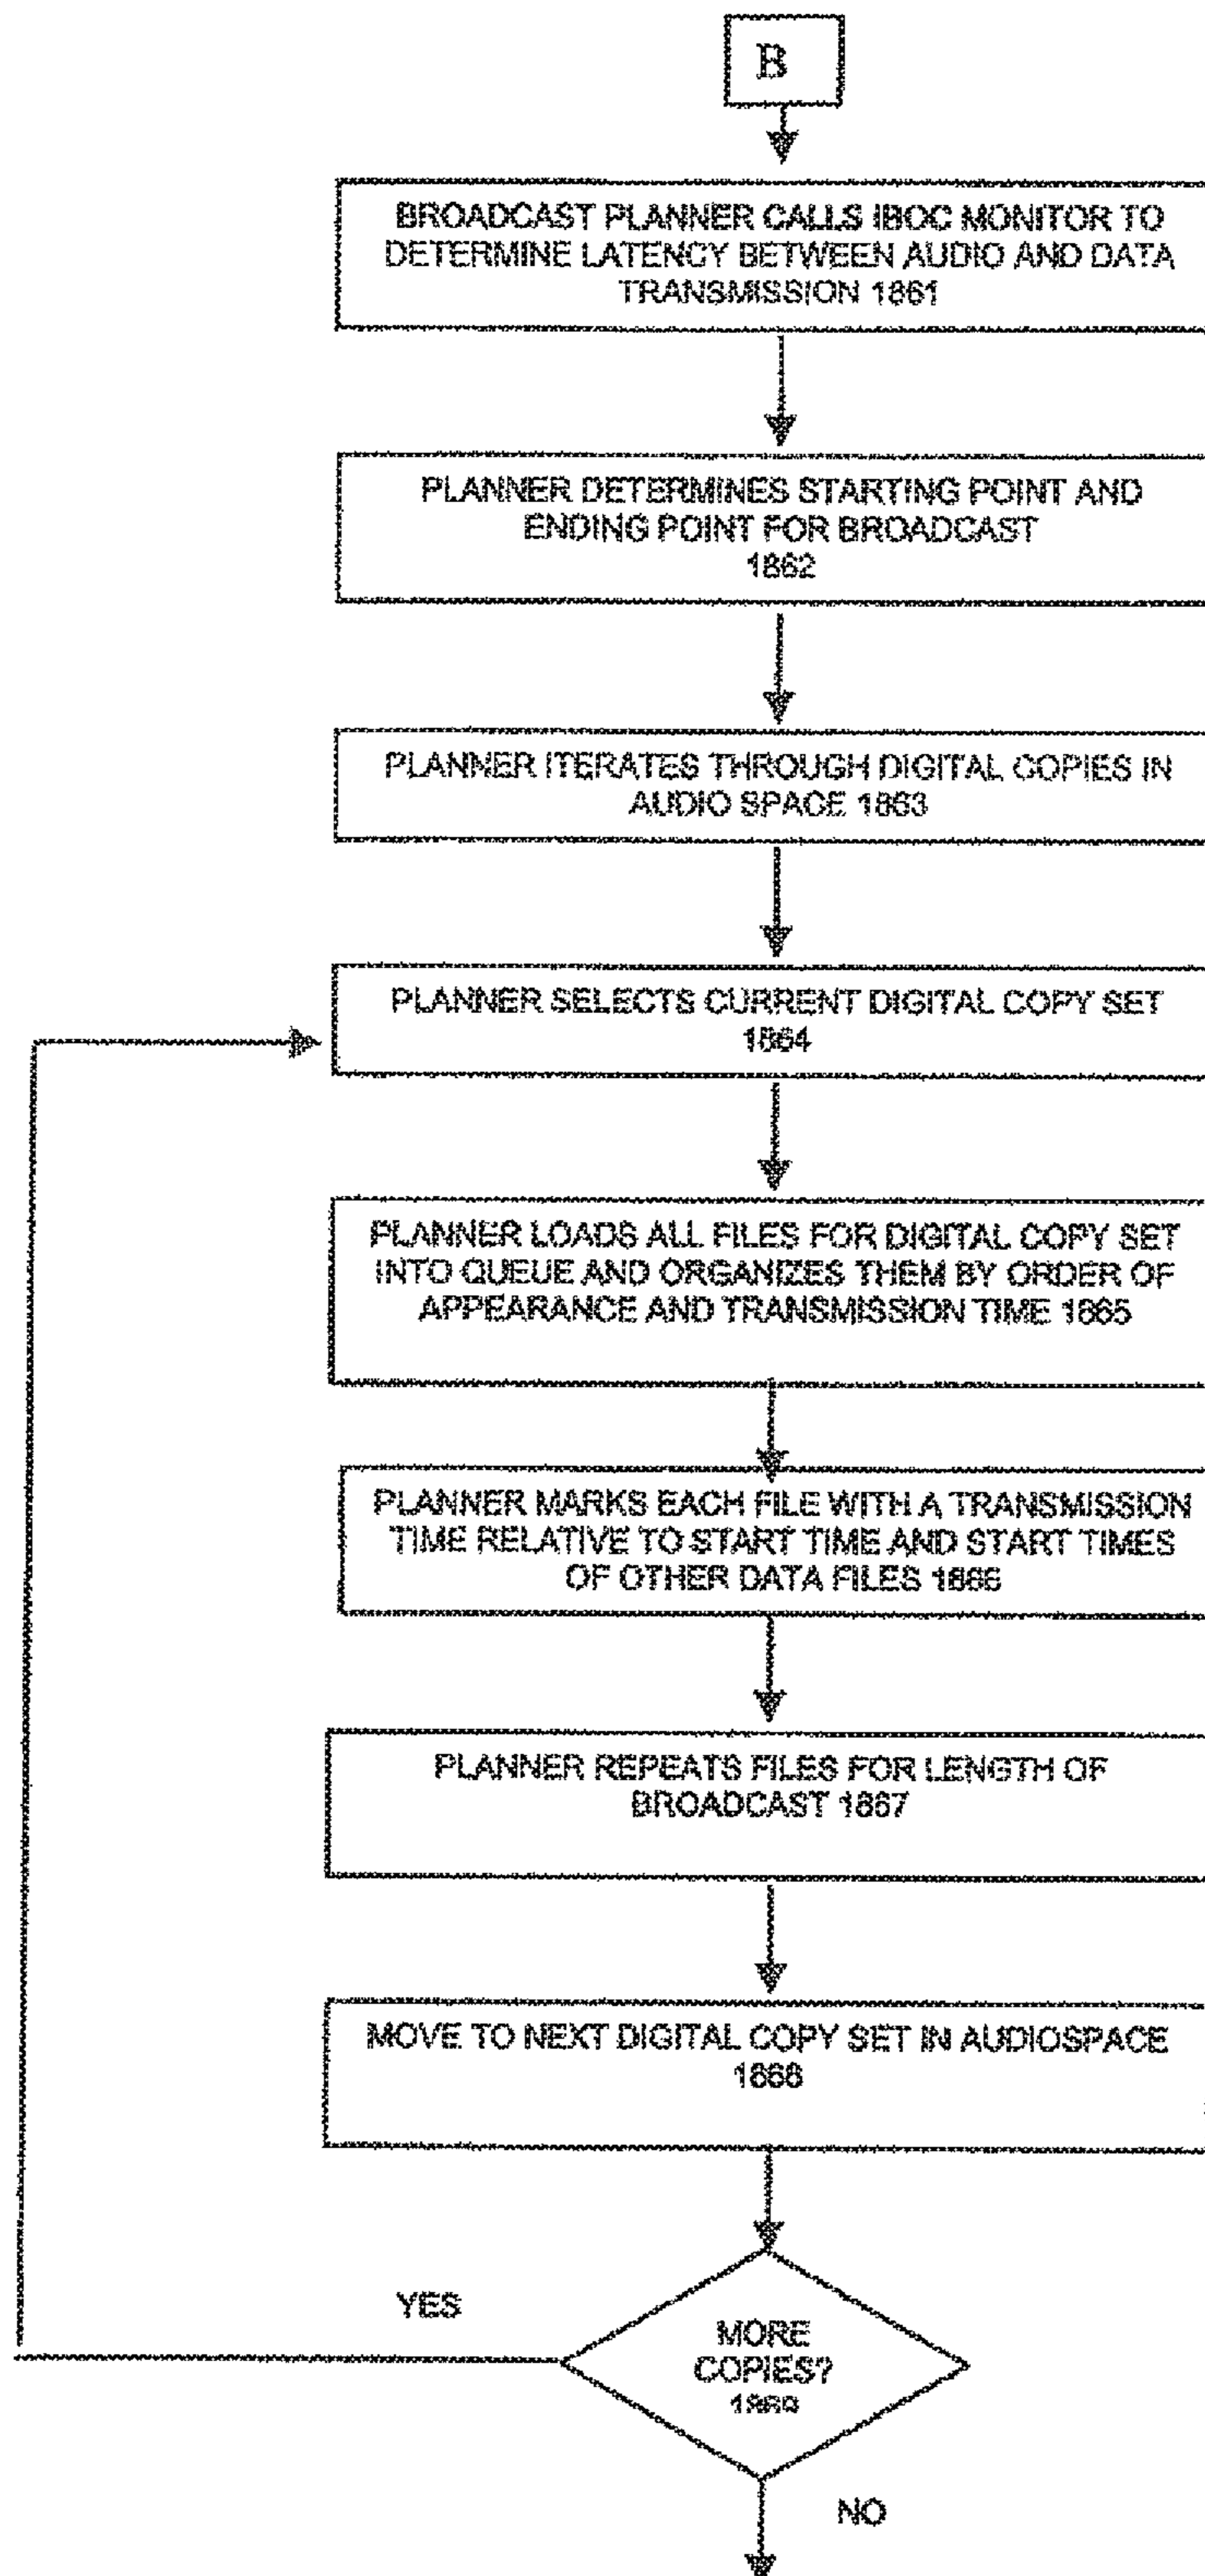 B
BROADCAST PLANNER CALLS IBOC MONITOR TO
DETERMINE LATENCY BETWEEN AUDIO AND DATA
TRANSMISSION 1861
PLANNER DETERMINES STARTING POINT AND
ENDING POINT FOR BROADCAST
1862
PLANNER ITERATES THROUGH DIGITAL COPIES IN
AUDIO SPACE 1863
PLANNER SELECTS CURRENT DIGITAL COPY SET
1864
PLANNER LOADS ALL FILES FOR DIGITAL COPY SET
INTO QUEUE AND ORGANIZES THEM BY ORDER OF
APPEARANCE AND TRANSMISSION TIME 1865
PLANNER MARKS EACH FILE WITH A TRANSMISSION
TIME RELATIVE TO START TIME AND START TIMES
OF OTHER DATA FILES 1866
PLANNER REPEATS FILES FOR LENGTH OF
BROADCAST 1867
MOVE TO NEXT DIGITAL COPY SET IN AUDIOSPACE
1868
YES
MORE
COPIES?
1869
NO